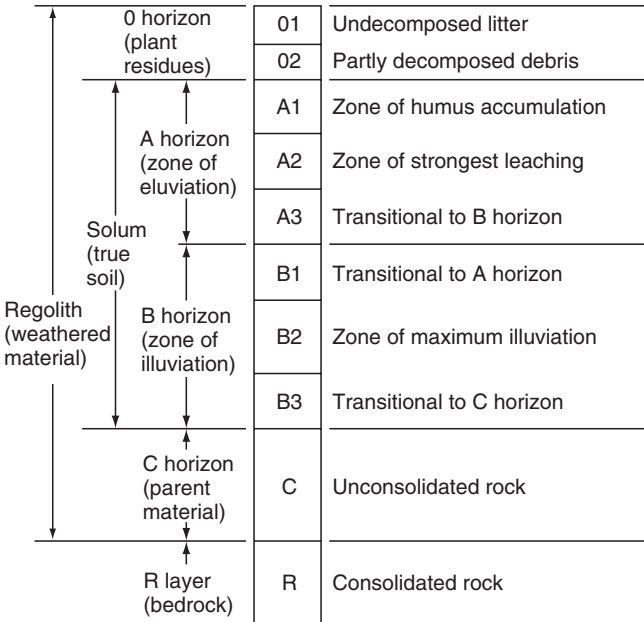 0 horizon
(plant
residues)
01 Undecomposed litter
02 Partly decomposed debris
A horizon
(zone of
eluviation)
A1 Zone of humus accumulation
A2 Zone of strongest leaching
A3 Transitional to B horizon
Solum
(true
soil)
Regolith
(weathered
material)
B horizon
(zone of
illuviation)
B1 Transitional to A horizon
B2 Zone of maximum illuviation
B3 Transitional to C horizon
C horizon
(parent
material)
C Unconsolidated rock
R layer
(bedrock)
R Consolidated rock